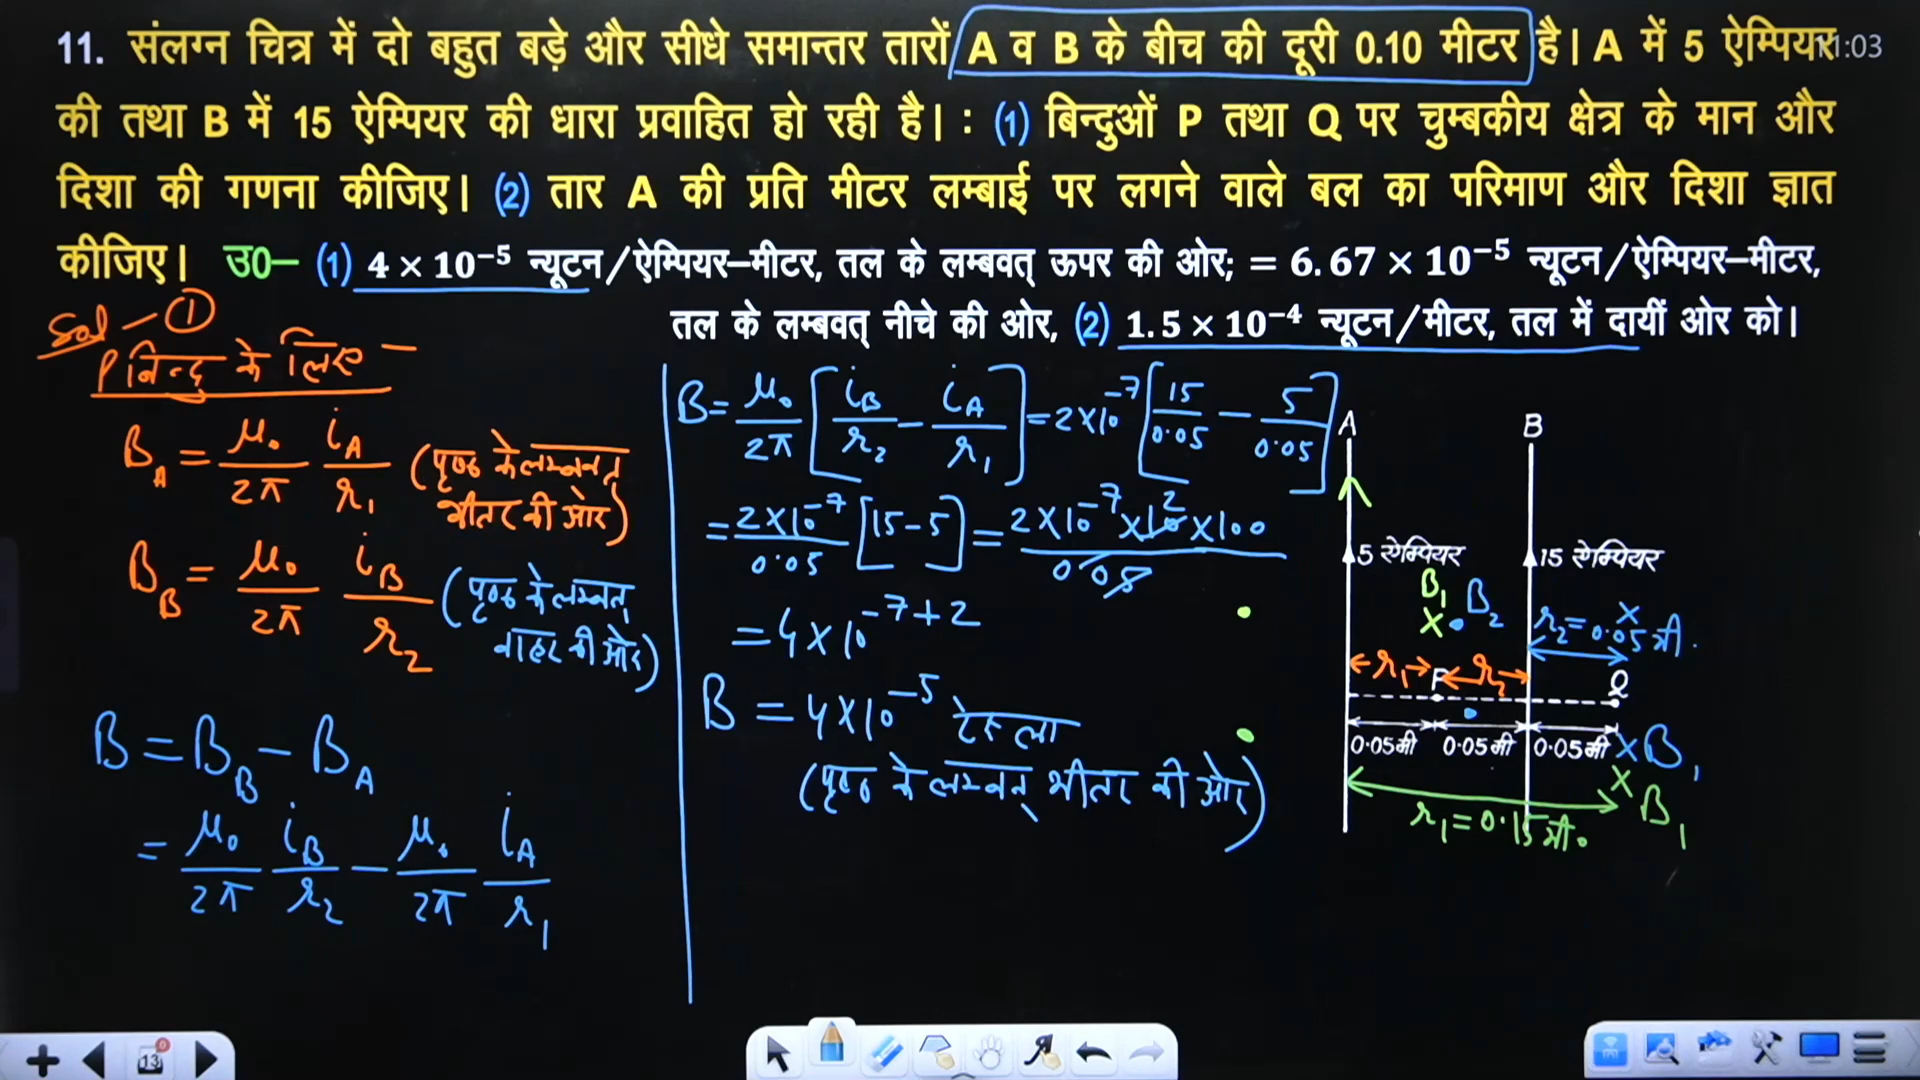 11. संलग्न चित्र में दो बहुत बड़े और सीधे समान्तर तारों A व B के बीच की दूरी 0.10 मीटर है। A में 5 ऐम्पियर
की तथा B में 15 ऐम्पियर की धारा प्रवाहित हो रही है। : (1) बिन्दुओं P तथा Q पर चुम्बकीय क्षेत्र के मान और
दिशा की गणना कीजिए। (2) तार A की प्रति मीटर लम्बाई पर लगने वाले बल का परिमाण और दिशा ज्ञात
कीजिए। उ0– (1) 4 × 10⁻⁵ न्यूटन/ऐम्पियर–मीटर, तल के लम्बवत् ऊपर की ओर; = 6.67 × 10⁻⁵ न्यूटन/ऐम्पियर–मीटर,
तल के लम्बवत् नीचे की ओर, (2) 1.5 × 10⁻⁴ न्यूटन/मीटर, तल में दायीं ओर को।
Sol – ①
P बिन्दु के लिए –
B_A = μ₀/2π i_A/r₁ (पृष्ठ के लम्बवत्
भीतर की ओर)
B_B = μ₀/2π i_B/r₂ (पृष्ठ के लम्बवत्
बाहर की ओर)
B = B_B – B_A
= μ₀/2π i_B/r₂ – μ₀/2π i_A/r₁
B = μ₀/2π [i_B/r₂ – i_A/r₁] = 2×10⁻⁷ [15/0.05 – 5/0.05]
= 2×10⁻⁷/0.05 [15-5] = 2×10⁻⁷×10×100/0.05
2
= 4×10⁻⁷⁺²
B = 4×10⁻⁵ टेस्ला
(पृष्ठ के लम्बवत् भीतर की ओर)
A B
5 ऐम्पियर 15 ऐम्पियर
B₁ B₂
X X
r₂ = 0.05 मी.
r₁ P r₂ Q
0.05मी 0.05मी 0.05मी X B₁
X B₁
r₁ = 0.15 मी.
13